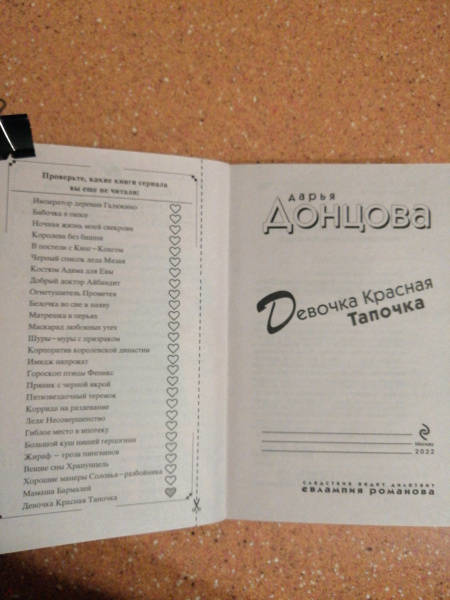 Проверьте, какие книги сериала
вы еще не читали:
Император деревни Гадюкино
Бабочка в гипсе
Ночная жизнь моей свекрови
Королева без башни
В постели с Кинг-Конгом
Черный список деда Мазая
Костюм Адама для Евы
Добрый доктор Айбандит
Огнетушитель Прометея
Белочка во сне и наяву
Матрешка в перьях
Маскарад любовных утех
Шуры-муры с призраком
Корпоратив королевской династии
Имидж напрокат
Гороскоп птицы Феникс
Пряник с черной икрой
Пятизвездочный теремок
Коррида на раздевание
Леди Несовершенство
Гиблое место в ипотеку
Большой куш нищей герцогини
Жираф - гроза пингвинов
Вещие сны Храпунцель
Хорошие манеры Соловья-разбойника
Мамаша Бармалей
Девочка Красная Тапочка
дарья
Донцова
Девочка Красная
Тапочка
Москва
2022
следствие ведет дилетант
Евлампия Романова